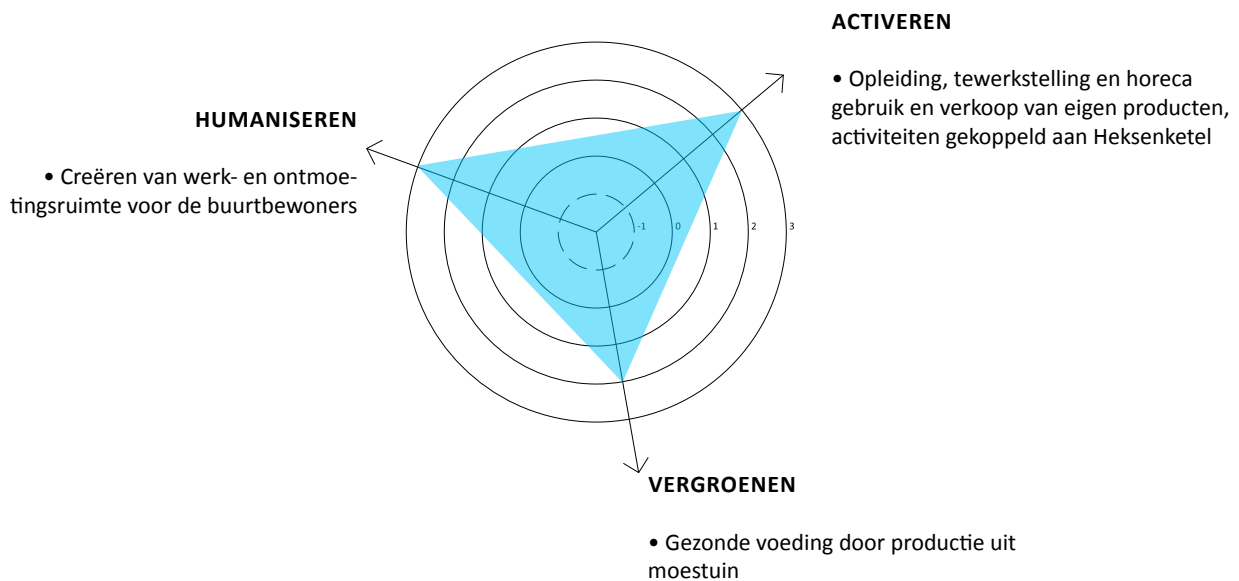 ACTIVEREN
• Opleiding, tewerkstelling en horeca
gebruik en verkoop van eigen producten,
activiteiten gekoppeld aan Heksenketel
HUMANISEREN
• Creëren van werk- en ontmoe-
tingsruimte voor de buurtbewoners
-1 0 1 2 3
VERGROENEN
• Gezonde voeding door productie uit
moestuin